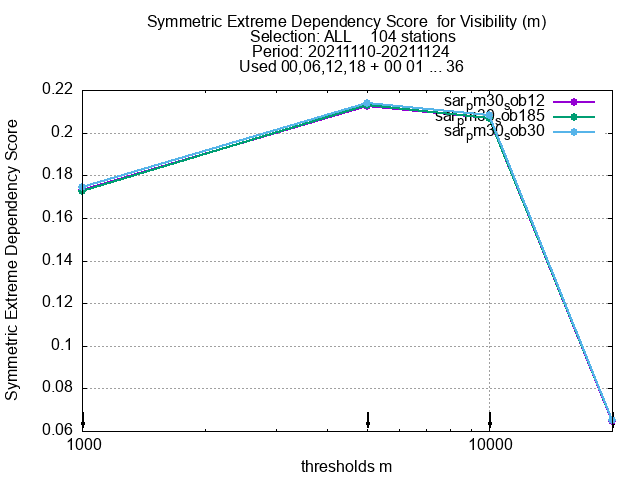 Symmetric Extreme Dependency Score for Visibility (m)
Selection: ALL 104 stations
Period: 20211110-20211124
Used 00,06,12,18 + 00 01 ... 36
sar_pm30_sob12
sar_pm30_sob185
sar_pm30_sob30
Symmetric Extreme Dependency Score
0.22
0.2
0.18
0.16
0.14
0.12
0.1
0.08
0.06
1000 10000
thresholds m